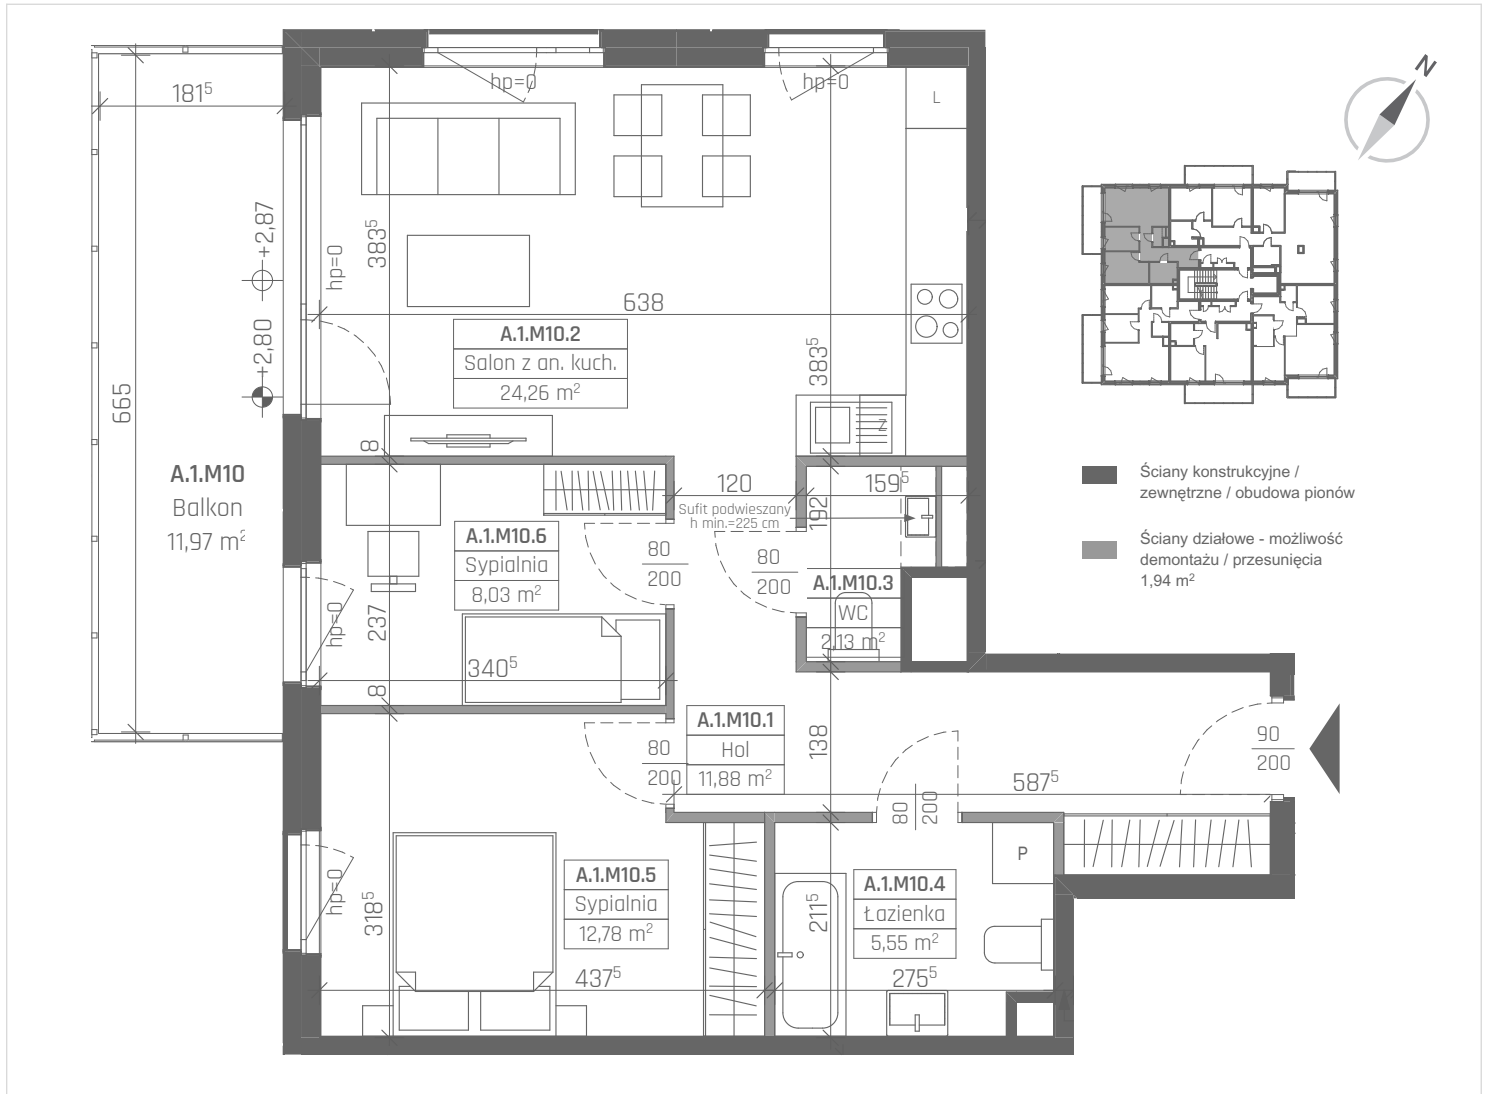 N
181⁵
hp=0
hp=0
L
+2,87
383⁵
hp=0
638
+2,80
A.1.M10.2
Salon z an. kuch.
24,26 m²
383⁵
665
8
Z
A.1.M10
Balkon
11,97 m²
120
159⁵
Sufit podwieszany
h min.=225 cm
192
A.1.M10.6
Sypialnia
8,03 m²
80
200
80
200
A.1.M10.3
WC
2,13 m²
237
hp=0
340⁵
8
Ściany konstrukcyjne /
zewnętrzne / obudowa pionów
Ściany działowe - możliwość
demontażu / przesunięcia
1,94 m²
A.1.M10.1
Hol
11,88 m²
80
200
138
90
200
587⁵
80
200
P
A.1.M10.5
Sypialnia
12,78 m²
hp=0
318⁵
A.1.M10.4
Łazienka
5,55 m²
211⁵
437⁵
275⁵